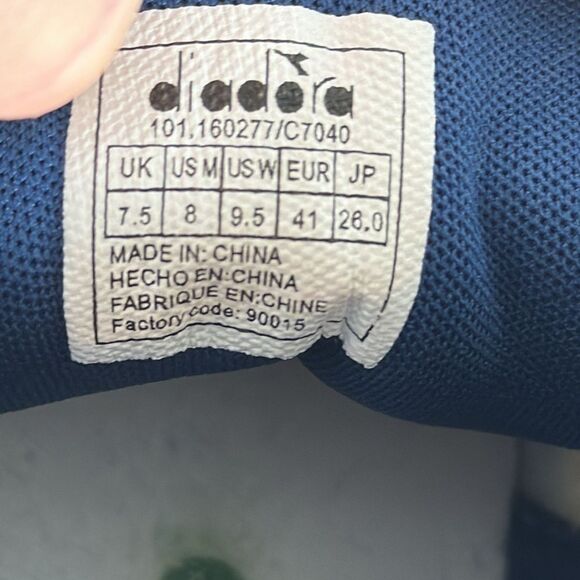 diadora
101.160277/C7040
UK US M US W EUR JP
7.5 8 9.5 41 26.0
MADE IN: CHINA
HECHO EN:CHINA
FABRIQUE EN:CHINE
Factory code: 90015